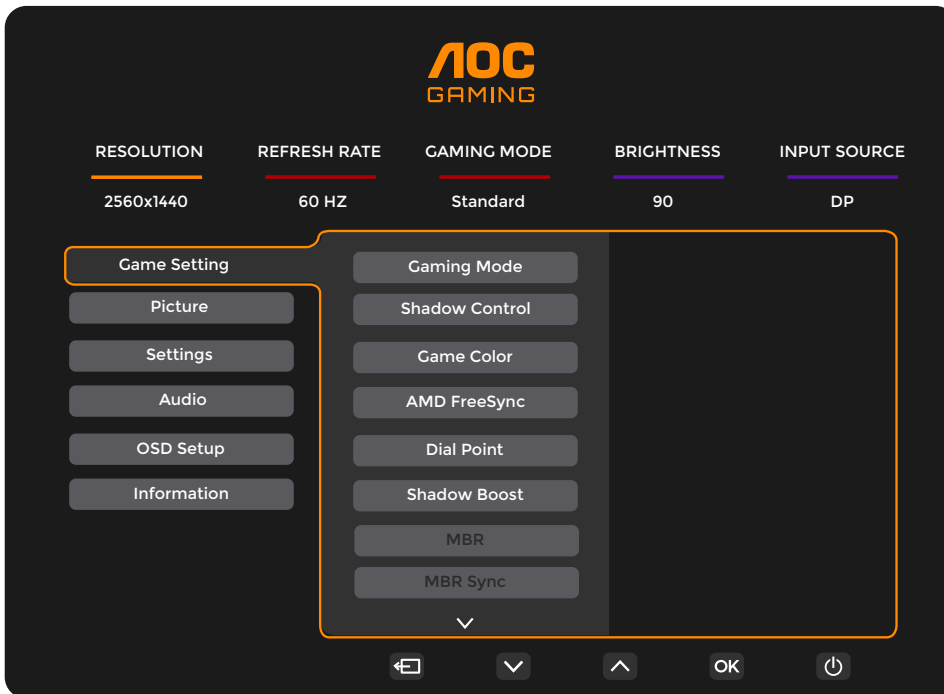 AOC
GAMING
RESOLUTION REFRESH RATE GAMING MODE BRIGHTNESS INPUT SOURCE
2560x1440 60 HZ Standard 90 DP
Game Setting
Picture
Settings
Audio
OSD Setup
Information
Gaming Mode
Shadow Control
Game Color
AMD FreeSync
Dial Point
Shadow Boost
MBR
MBR Sync
OK